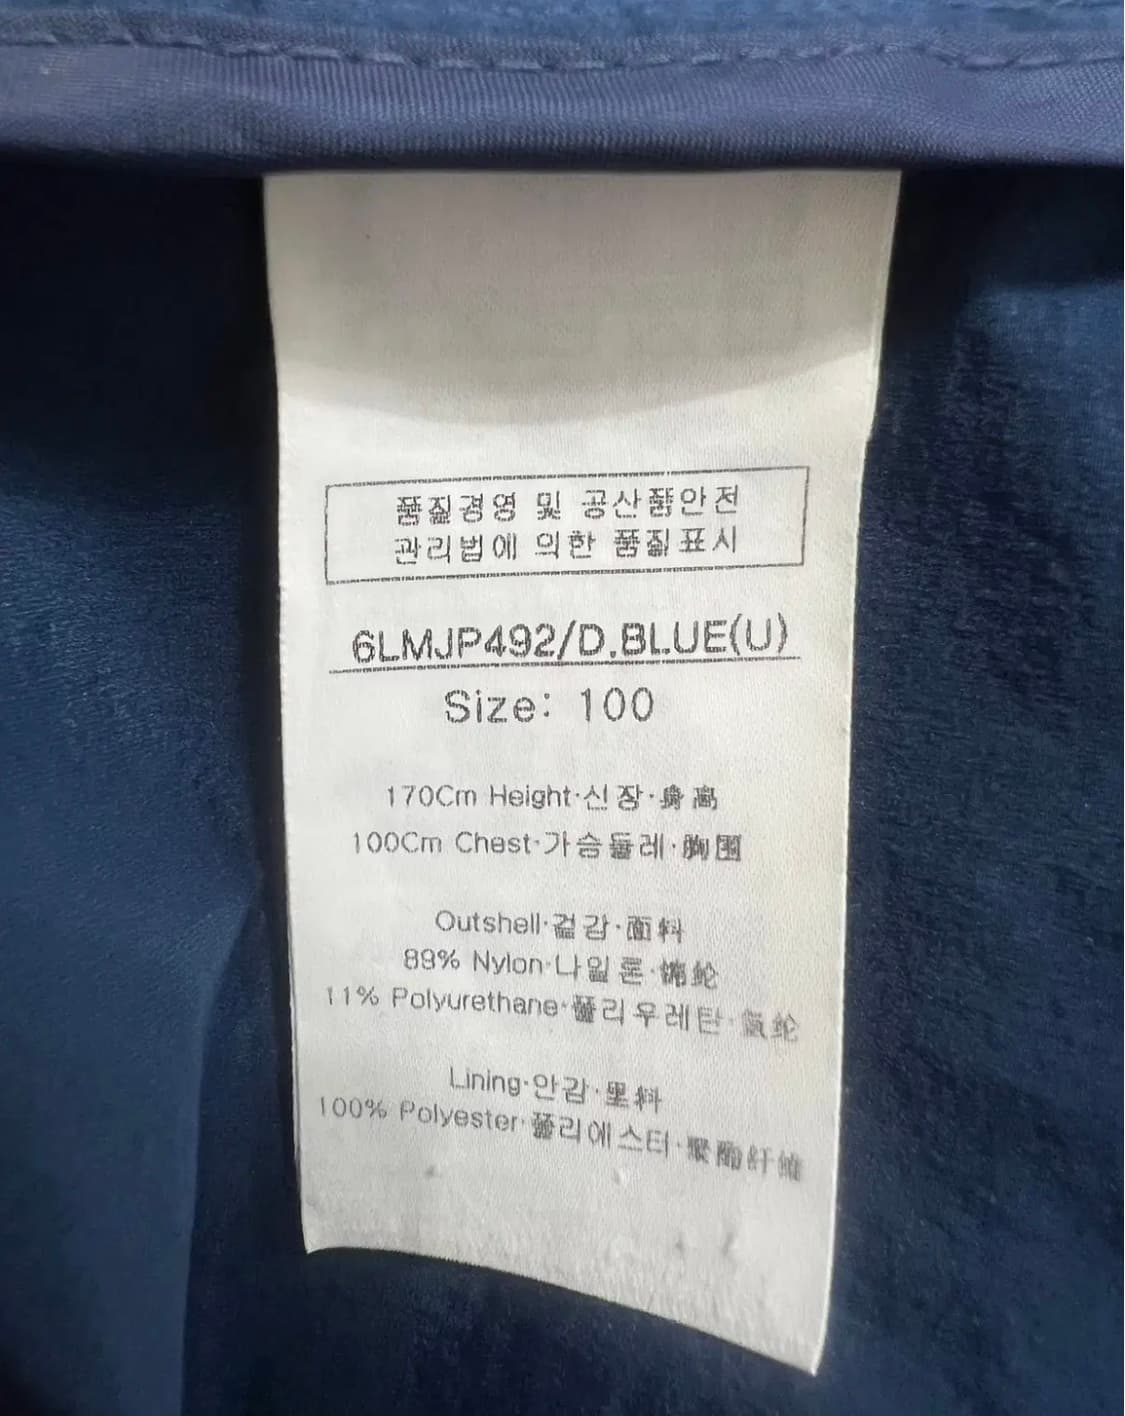 품질경영 및 공산품안전
관리법에 의한 품질표시
6LMJP492/D.BLUE(U)
Size: 100
170Cm Height·신장·身高
100Cm Chest·가슴둘레·胸围
Outshell·겉감·面料
89% Nylon·나일론·锦纶
11% Polyurethane·폴리우레탄·氨纶
Lining·안감·里料
100% Polyester·폴리에스터·聚酯纤维